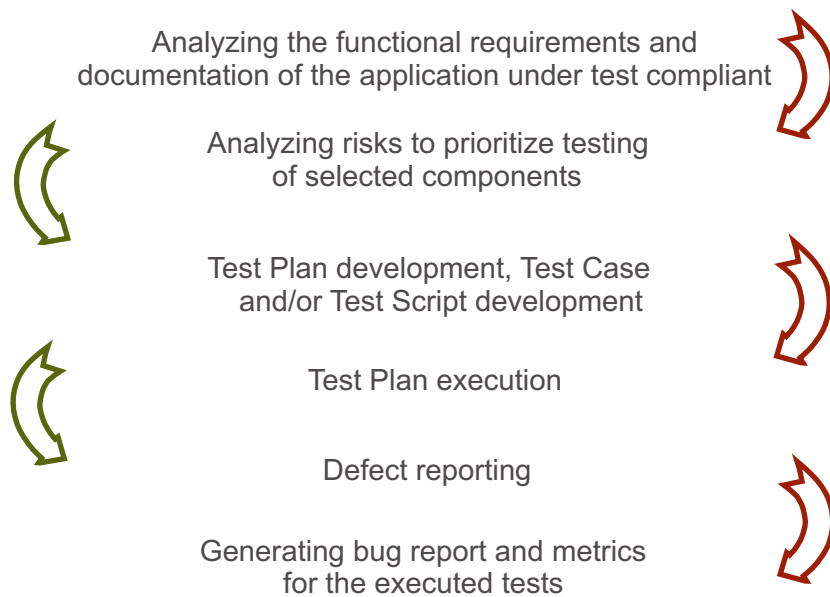 Analyzing the functional requirements and
documentation of the application under test compliant
Analyzing risks to prioritize testing
of selected components
Test Plan development, Test Case
and/or Test Script development
Test Plan execution
Defect reporting
Generating bug report and metrics
for the executed tests